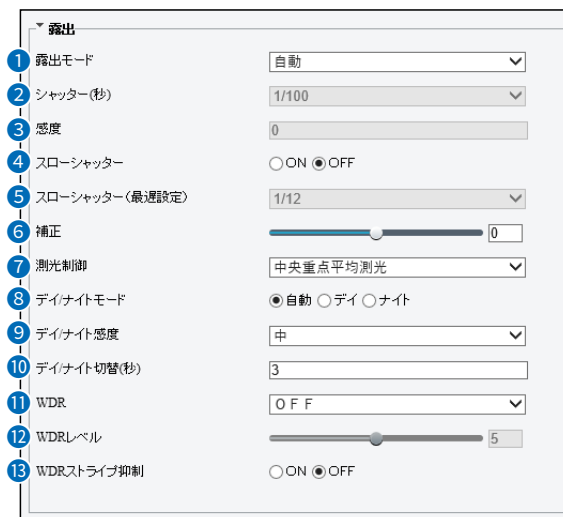 露出
1 露出モード 自動
2 シャッター(秒) 1/100
3 感度 0
4 スローシャッター ON OFF
5 スローシャッター(最遅設定) 1/12
6 補正 0
7 測光制御 中央重点平均測光
8 デイ/ナイトモード 自動 デイ ナイト
9 デイ/ナイト感度 中
10 デイ/ナイト切替(秒) 3
11 WDR OFF
12 WDRレベル 5
13 WDRストライプ抑制 ON OFF